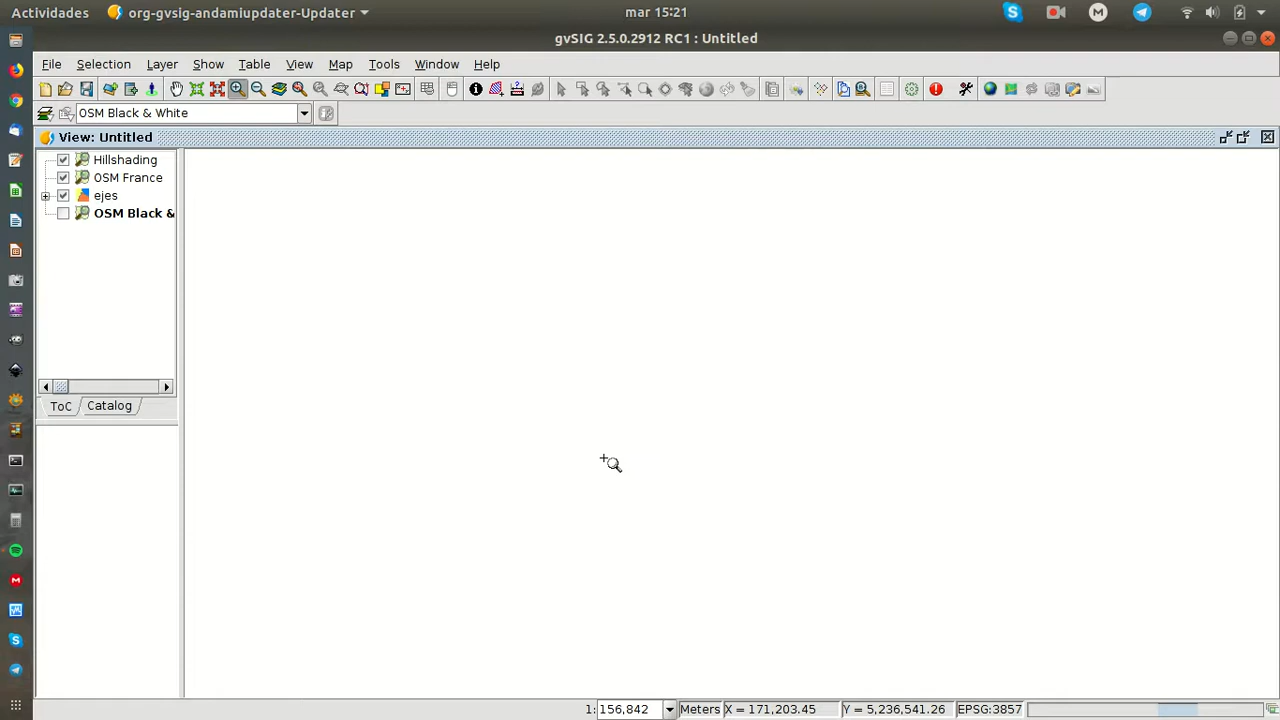 Actividades org-gvsig-andamiupdater-Updater mar 15:21
gvSIG 2.5.0.2912 RC1 : Untitled
File Selection Layer Show Table View Map Tools Window Help
OSM Black & White
View: Untitled
Hillshading
OSM France
ejes
OSM Black &
ToC Catalog
1: 156,842 Meters X = 171,203.45 Y = 5,236,541.26 EPSG:3857